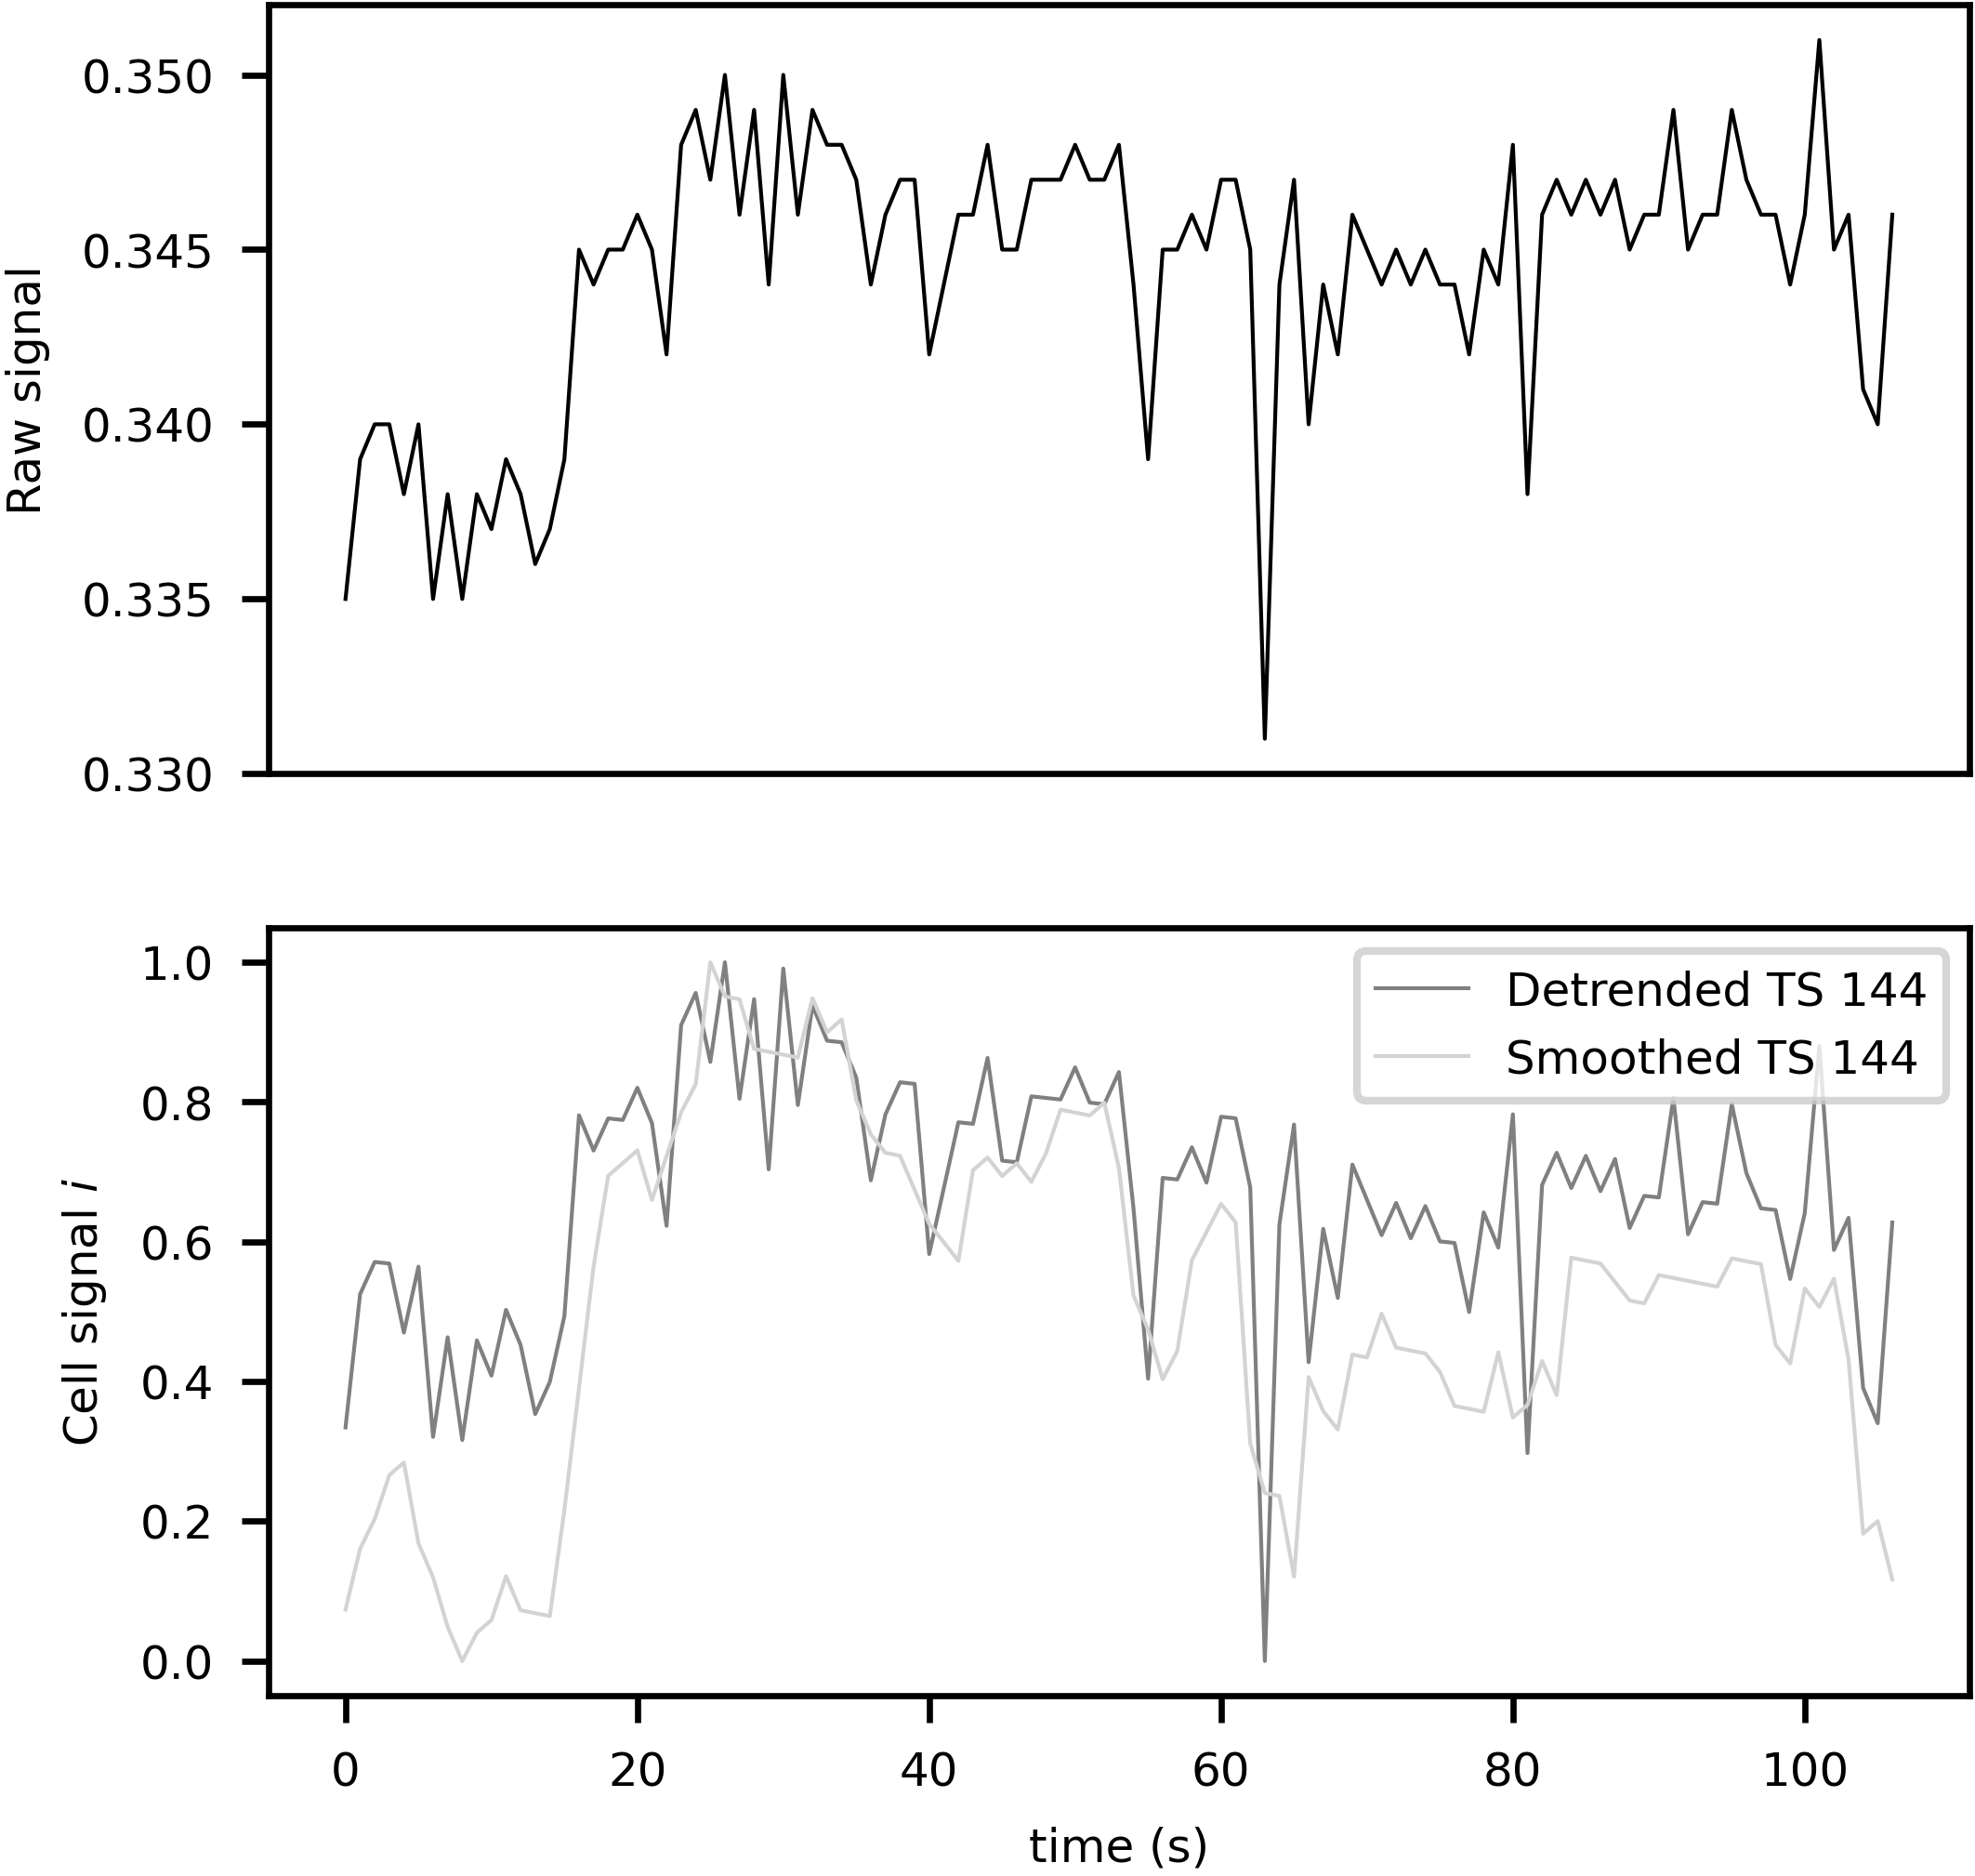 0.350
0.345
0.340
0.335
0.330
Raw signal
1.0
0.8
0.6
0.4
0.2
0.0
Cell signal i
Detrended TS 144
Smoothed TS 144
0 20 40 60 80 100
time (s)